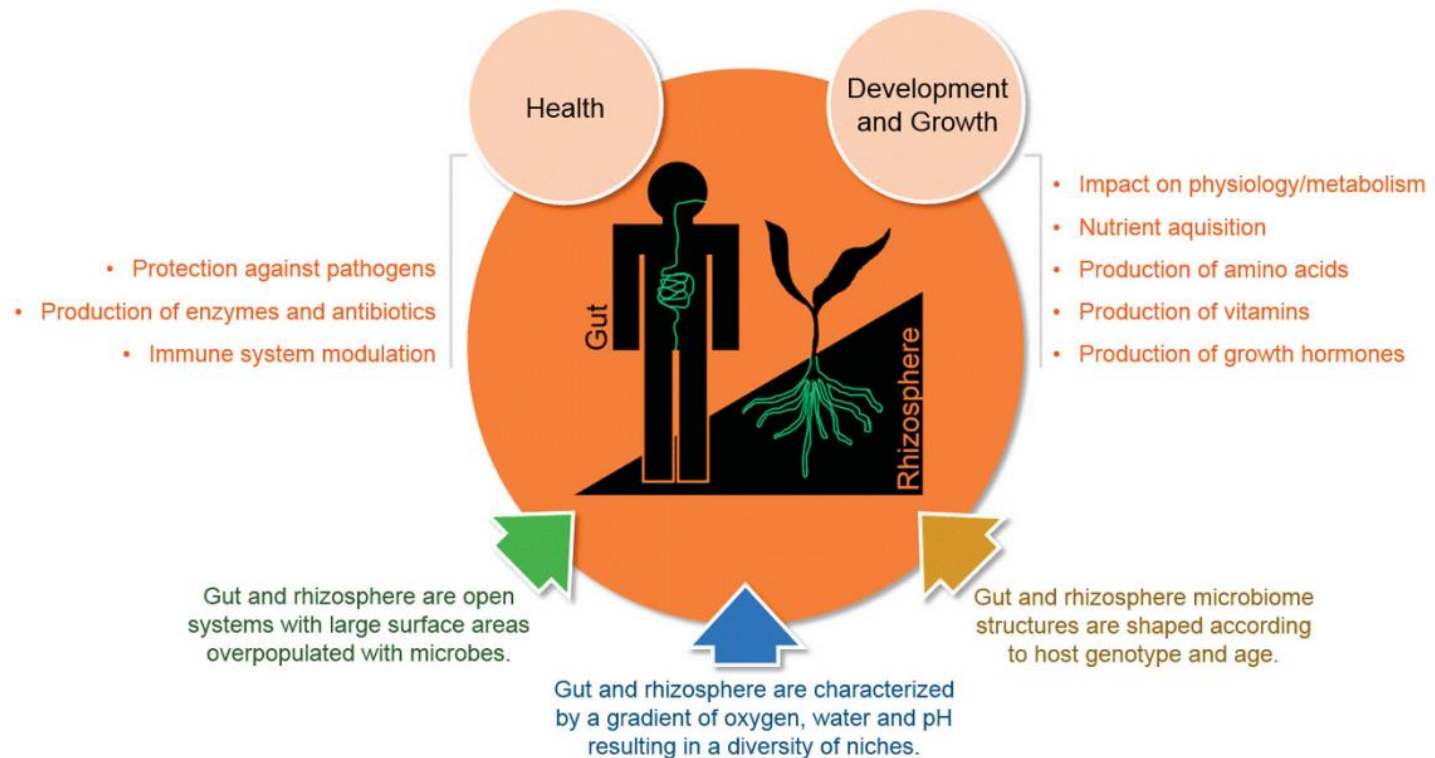 Health
Development
and Growth
• Protection against pathogens
• Production of enzymes and antibiotics
• Immune system modulation
• Impact on physiology/metabolism
• Nutrient aquisition
• Production of amino acids
• Production of vitamins
• Production of growth hormones
Gut
Rhizosphere
Gut and rhizosphere are open
systems with large surface areas
overpopulated with microbes.
Gut and rhizosphere are characterized
by a gradient of oxygen, water and pH
resulting in a diversity of niches.
Gut and rhizosphere microbiome
structures are shaped according
to host genotype and age.